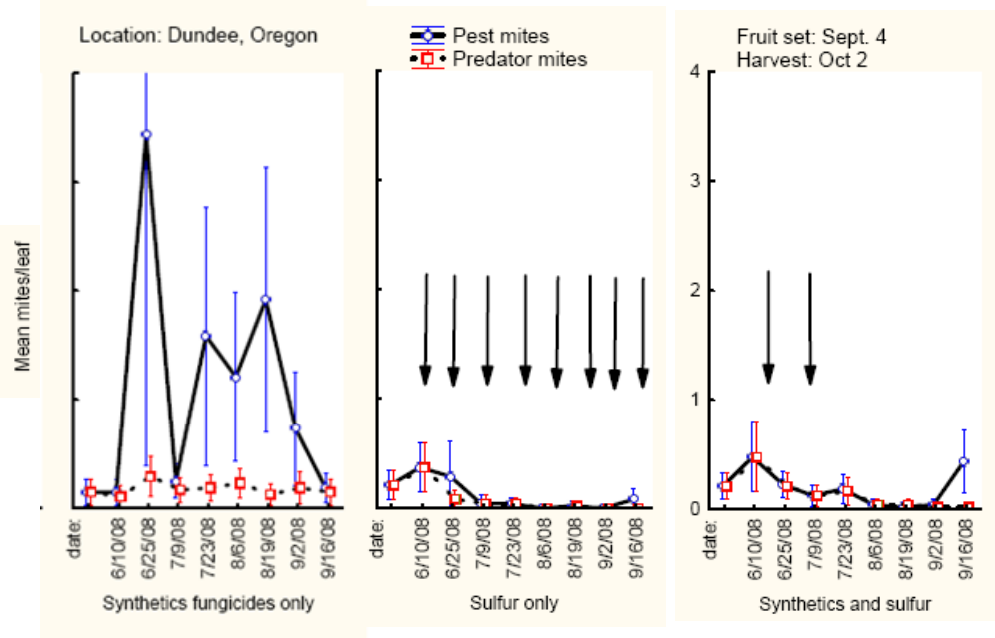 Location: Dundee, Oregon
Pest mites
Predator mites
Fruit set: Sept. 4
Harvest: Oct 2
Mean mites/leaf
4
3
2
1
0
date:
6/10/08
6/25/08
7/9/08
7/23/08
8/6/08
8/19/08
9/2/08
9/16/08
Synthetics fungicides only
date:
6/10/08
6/25/08
7/9/08
7/23/08
8/6/08
8/19/08
9/2/08
9/16/08
Sulfur only
date:
6/10/08
6/25/08
7/9/08
7/23/08
8/6/08
8/19/08
9/2/08
9/16/08
Synthetics and sulfur